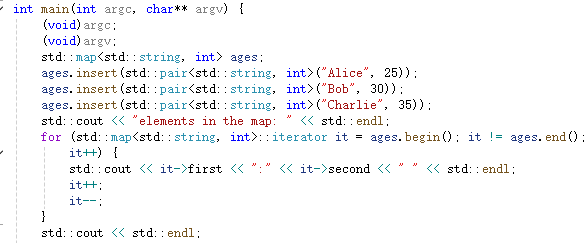 int main(int argc, char** argv) {
(void)argc;
(void)argv;
std::map<std::string, int> ages;
ages.insert(std::pair<std::string, int>("Alice", 25));
ages.insert(std::pair<std::string, int>("Bob", 30));
ages.insert(std::pair<std::string, int>("Charlie", 35));
std::cout << "elements in the map: " << std::endl;
for (std::map<std::string, int>::iterator it = ages.begin(); it != ages.end();
it++) {
std::cout << it->first << ":" << it->second << " " << std::endl;
it++;
it--;
}
std::cout << std::endl;